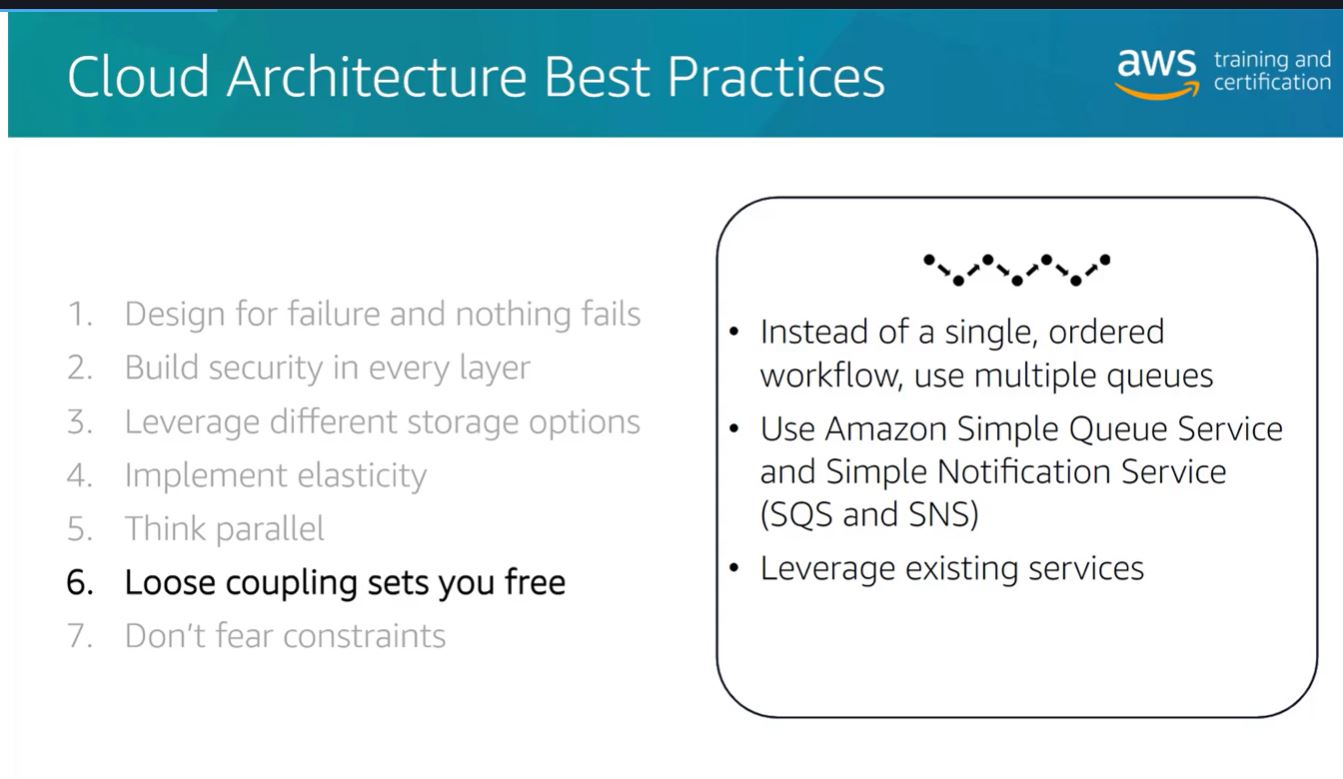 Cloud Architecture Best Practices
aws training and
certification
1. Design for failure and nothing fails
2. Build security in every layer
3. Leverage different storage options
4. Implement elasticity
5. Think parallel
6. Loose coupling sets you free
7. Don't fear constraints
• Instead of a single, ordered
workflow, use multiple queues
• Use Amazon Simple Queue Service
and Simple Notification Service
(SQS and SNS)
• Leverage existing services